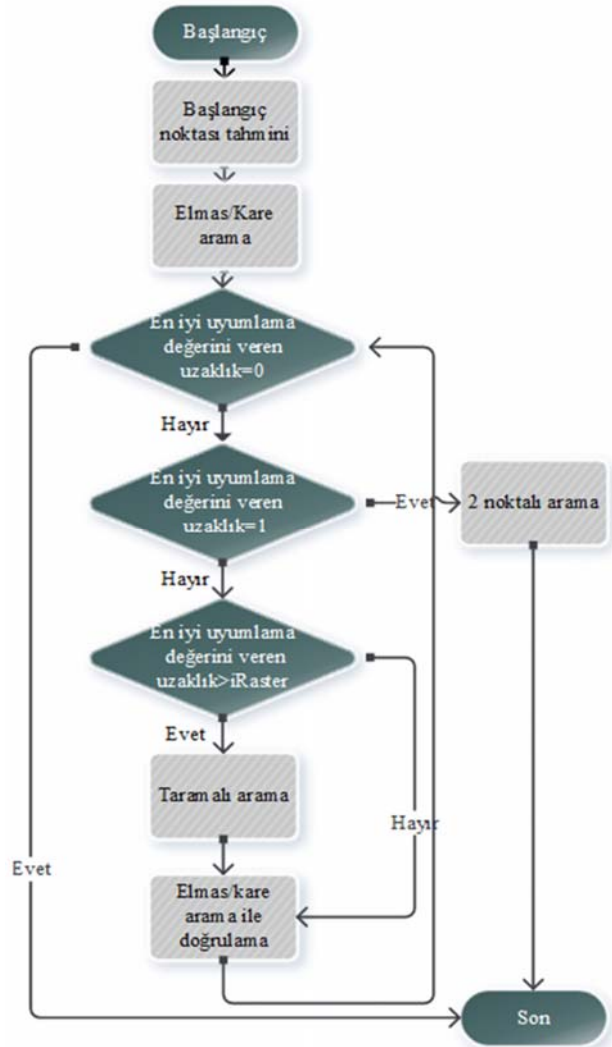 Başlangıç
Başlangıç
noktası tahmini
Elmas/Kare
arama
En iyi uyumlama
değerini veren
uzaklık=0
Hayır
En iyi uyumlama
değerini veren
uzaklık=1
Evet
2 noktalı arama
Hayır
En iyi uyumlama
değerini veren
uzaklık>iRaster
Evet
Taramalı arama
Hayır
Evet
Elmas/kare
arama ile
doğrulama
Son